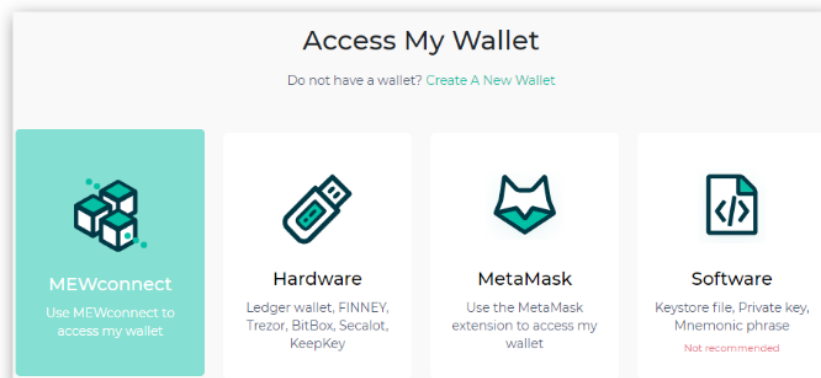 Access My Wallet
Do not have a wallet? Create A New Wallet
MEWconnect
Use MEWconnect to
access my wallet
Hardware
Ledger wallet, FINNEY,
Trezor, BitBox, Secalot,
KeepKey
MetaMask
Use the MetaMask
extension to access my
wallet
Software
Keystore file, Private key,
Mnemonic phrase
Not recommended